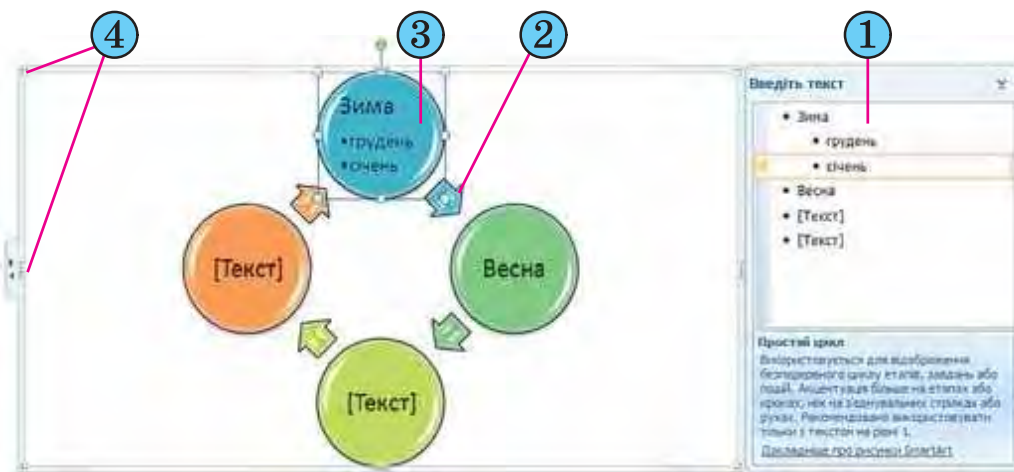 4
3
2
1
Зима
•грудень
•січень
[Текст]
Весна
[Текст]
Введіть текст
• Зима
• грудень
• січень
• Весна
• [Текст]
• [Текст]
Простий цикл
Використовується для відображення
безперервного циклу етапів, завдань або
подій. Акцентуація більше на етапах або
кроках, ніж на з'єднувальних стрілках або
рухах. Рекомендовано використовувати
тільки з текстом на рівні 1.
Докладніше про рисунки SmartArt